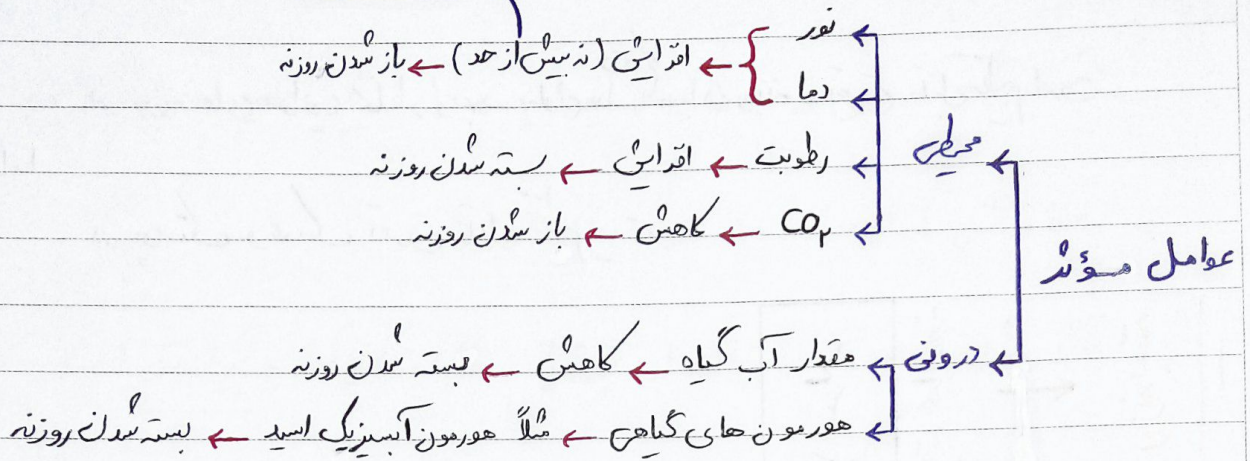 نور
دما } ← افزایش (نه بیش از حد) ← باز شدن روزنه
محیطی
رطوبت ← افزایش ← بسته شدن روزنه
CO۲ ← کاهش ← باز شدن روزنه
عوامل مؤثر
درونی ← مقدار آب گیاه ← کاهش ← بسته شدن روزنه
هورمون های گیاهی ← مثلاً هورمون آبسیزیک اسید ← بسته شدن روزنه